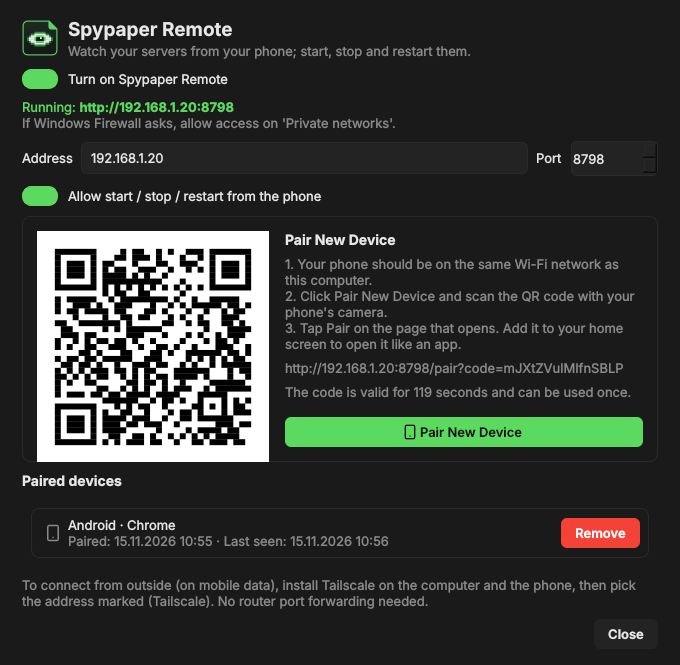 Spypaper Remote
Watch your servers from your phone; start, stop and restart them.
Turn on Spypaper Remote
Running: http://192.168.1.20:8798
If Windows Firewall asks, allow access on 'Private networks'.
Address 192.168.1.20 Port 8798
Allow start / stop / restart from the phone
Pair New Device
1. Your phone should be on the same Wi-Fi network as
this computer.
2. Click Pair New Device and scan the QR code with your
phone's camera.
3. Tap Pair on the page that opens. Add it to your home
screen to open it like an app.
http://192.168.1.20:8798/pair?code=mJXtZVuIMIfnSBLP
The code is valid for 119 seconds and can be used once.
Pair New Device
Paired devices
Android · Chrome
Paired: 15.11.2026 10:55 · Last seen: 15.11.2026 10:56
Remove
To connect from outside (on mobile data), install Tailscale on the computer and the phone, then pick
the address marked (Tailscale). No router port forwarding needed.
Close